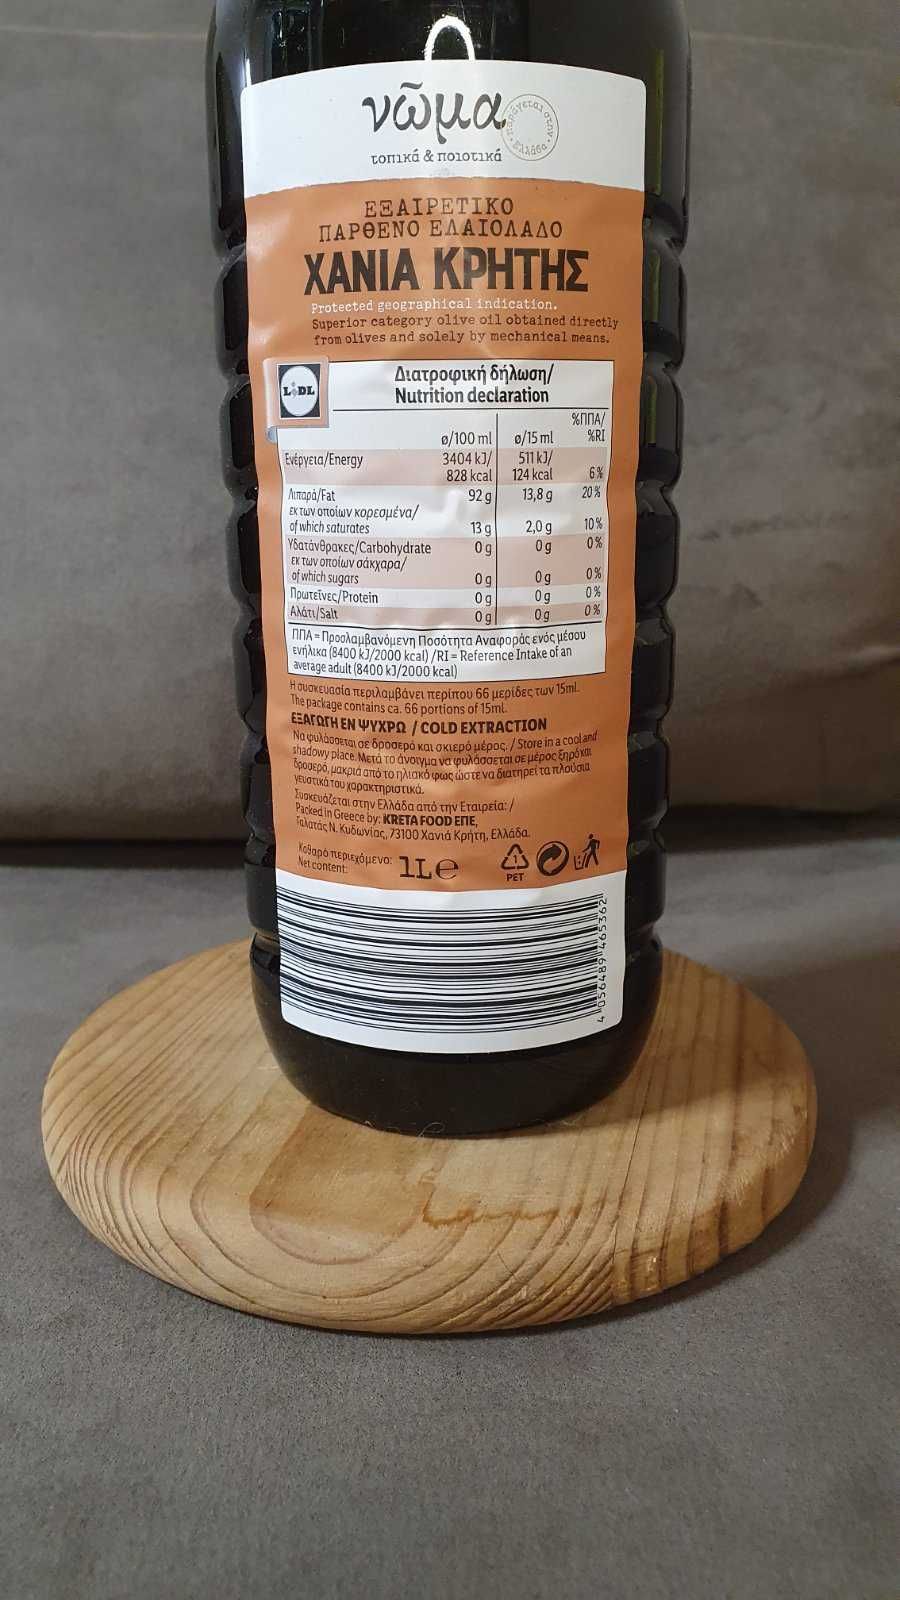 νῶμα
παράγεται στην Ελλάδα
τοπικά & ποιοτικά
ΕΞΑΙΡΕΤΙΚΟ
ΠΑΡΘΕΝΟ ΕΛΑΙΟΛΑΔΟ
ΧΑΝΙΑ ΚΡΗΤΗΣ
Protected geographical indication.
Superior category olive oil obtained directly
from olives and solely by mechanical means.
LIDL
Διατροφική δήλωση/
Nutrition declaration
%ΠΠΑ/
ø/100 ml ø/15 ml %RI
Ενέργεια/Energy 3404 kJ/ 511 kJ/
828 kcal 124 kcal 6%
Λιπαρά/Fat 92 g 13,8 g 20%
εκ των οποίων κορεσμένα/
of which saturates 13 g 2,0 g 10%
Υδατάνθρακες/Carbohydrate 0 g 0 g 0%
εκ των οποίων σάκχαρα/
of which sugars 0 g 0 g 0%
Πρωτεΐνες/Protein 0 g 0 g 0%
Αλάτι/Salt 0 g 0 g 0%
ΠΠΑ = Προσλαμβανόμενη Ποσότητα Αναφοράς ενός μέσου
ενήλικα (8400 kJ/2000 kcal) /RI = Reference Intake of an
average adult (8400 kJ/2000 kcal)
Η συσκευασία περιλαμβάνει περίπου 66 μερίδες των 15ml.
The package contains ca. 66 portions of 15ml.
ΕΞΑΓΩΓΗ ΕΝ ΨΥΧΡΩ / COLD EXTRACTION
Να φυλάσσεται σε δροσερό και σκιερό μέρος. / Store in a cool and
shadowy place. Μετά το άνοιγμα να φυλάσσεται σε μέρος ξηρό και
δροσερό, μακριά από το ηλιακό φως ώστε να διατηρεί τα πλούσια
γευστικά του χαρακτηριστικά.
Συσκευάζεται στην Ελλάδα από την Εταιρεία: /
Packed in Greece by: KRETA FOOD ΕΠΕ,
Γαλατάς Ν. Κυδωνίας, 73100 Χανιά Κρήτη, Ελλάδα.
Καθαρό περιεχόμενο:
Net content: 1L e
1
PET
4 056489 465362